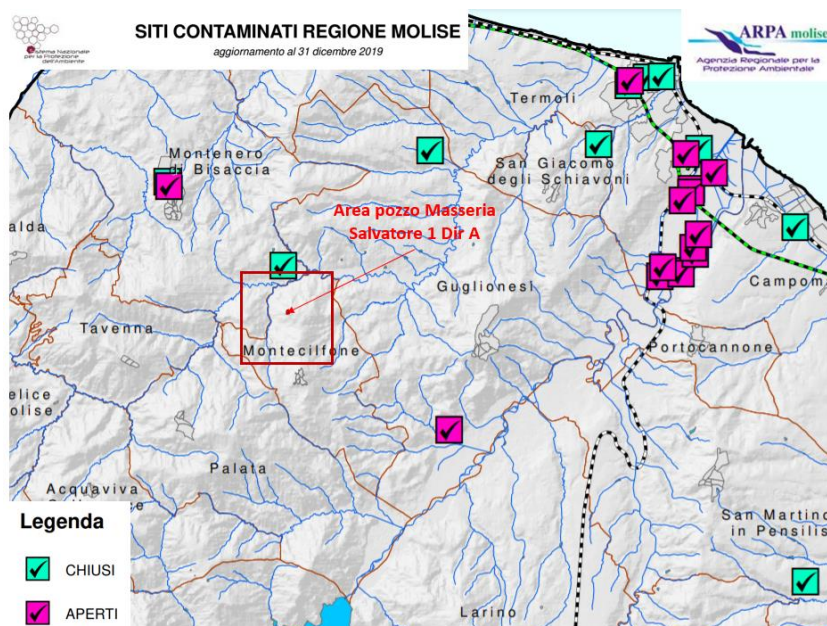 SITI CONTAMINATI REGIONE MOLISE
aggiornamento al 31 dicembre 2019
Sistema Nazionale
per la Protezione
dell'Ambiente
ARPA molise
Agenzia Regionale per la
Protezione Ambientale
Termoli
Montenero
di Bisaccia
San Giacomo
degli Schiavoni
Area pozzo Masseria
Salvatore 1 Dir A
alda
Guglionesi
Campom
Tavenna
Montecilfone
Portocannone
elice
olise
Palata
Acquaviva
San Martino
in Pensilis
Larino
Legenda
CHIUSI
APERTI